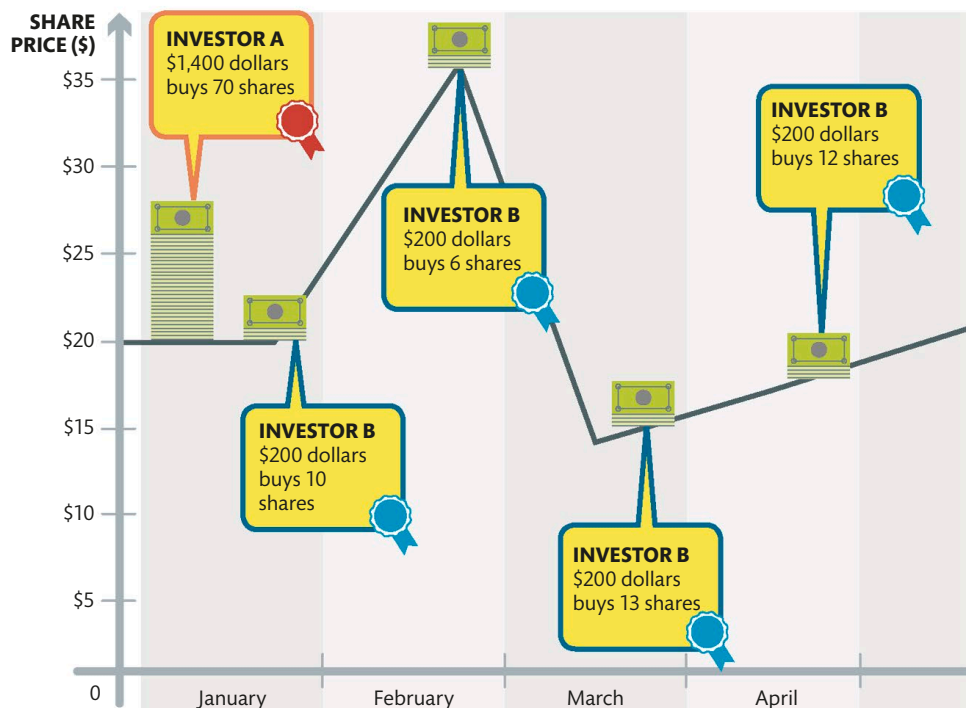 SHARE
PRICE ($)
$35
$30
$25
$20
$15
$10
$5
0
INVESTOR A
$1,400 dollars
buys 70 shares
INVESTOR B
$200 dollars
buys 10
shares
INVESTOR B
$200 dollars
buys 6 shares
INVESTOR B
$200 dollars
buys 13 shares
INVESTOR B
$200 dollars
buys 12 shares
January
February
March
April